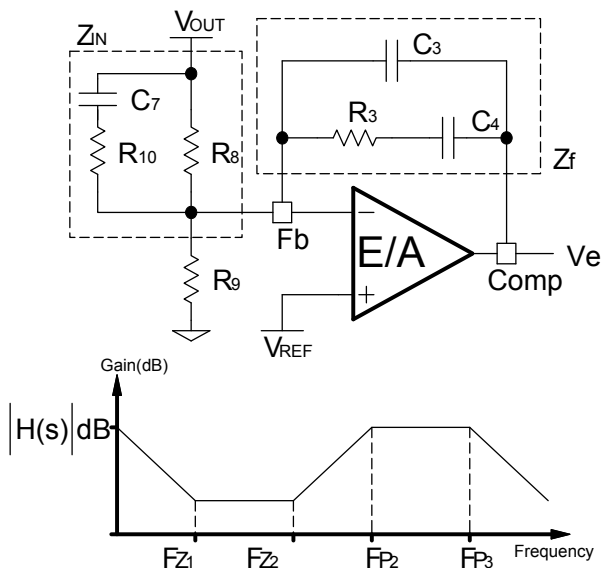 ZIN
VOUT
C7
R10
R8
C3
R3
C4
Zf
Fb
E/A
Ve
Comp
R9
VREF
Gain(dB)
|H(s)|dB
FZ1
FZ2
FP2
FP3
Frequency